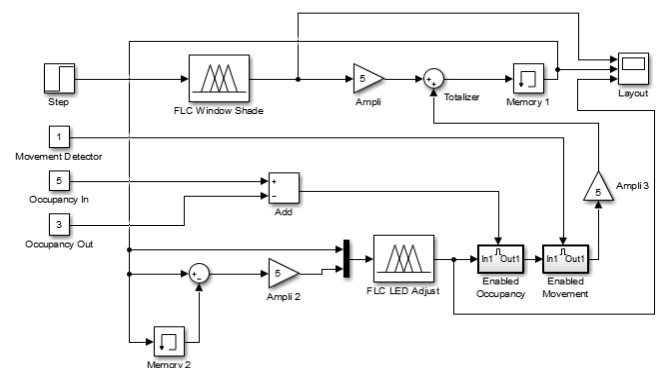 Step
FLC Window Shade
5
Ampli
Totalizer
Memory 1
Layout
1
Movement Detector
5
Occupancy In
3
Occupancy Out
Add
5
Ampli 3
5
Ampli 2
FLC LED Adjust
In1 Out1
Enabled
Occupancy
In1 Out1
Enabled
Movement
Memory 2